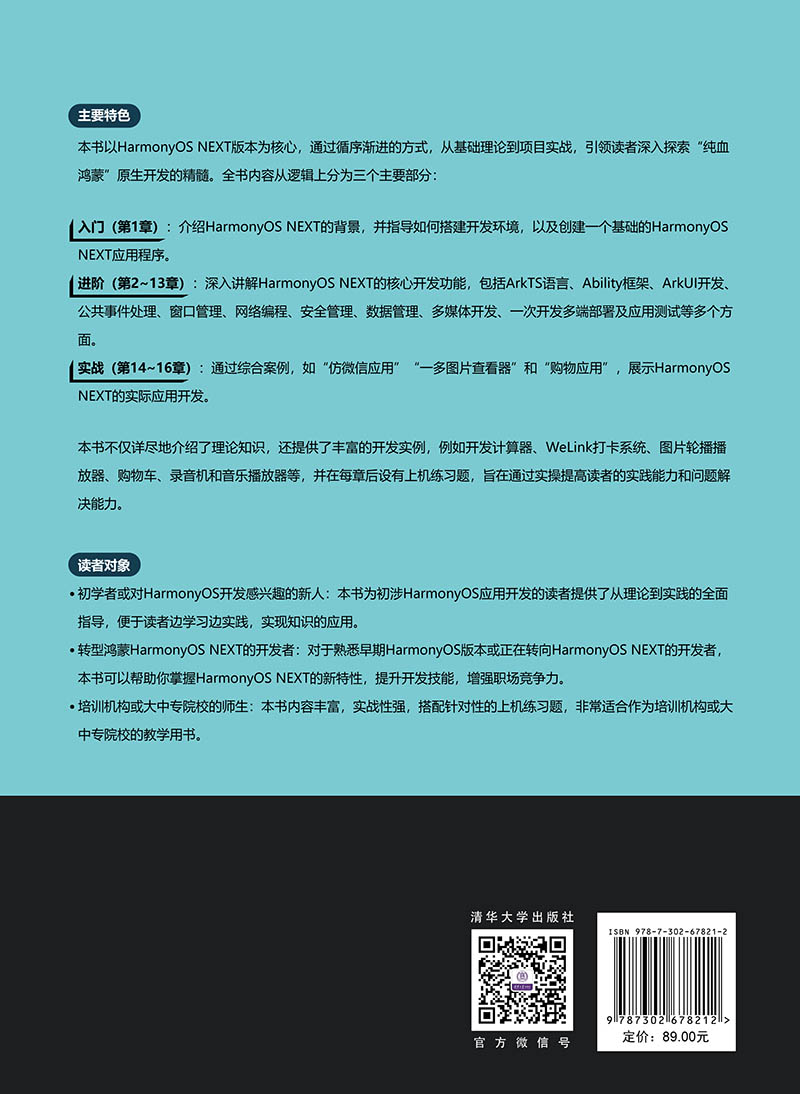 主要特色
本书以HarmonyOS NEXT版本为核心，通过循序渐进的方式，从基础理论到项目实战，引领读者深入探索“纯血
鸿蒙”原生开发的精髓。全书内容从逻辑上分为三个主要部分：
入门（第1章）：介绍HarmonyOS NEXT的背景，并指导如何搭建开发环境，以及创建一个基础的HarmonyOS
NEXT应用程序。
进阶（第2~13章）：深入讲解HarmonyOS NEXT的核心开发功能，包括ArkTS语言、Ability框架、ArkUI开发、
公共事件处理、窗口管理、网络编程、安全管理、数据管理、多媒体开发、一次开发多端部署及应用测试等多个方
面。
实战（第14~16章）：通过综合案例，如“仿微信应用”“一多图片查看器”和“购物应用”，展示HarmonyOS
NEXT的实际应用开发。
本书不仅详尽地介绍了理论知识，还提供了丰富的开发实例，例如开发计算器、WeLink打卡系统、图片轮播播
放器、购物车、录音机和音乐播放器等，并在每章后设有上机练习题，旨在通过实操提高读者的实践能力和问题解
决能力。
读者对象
•初学者或对HarmonyOS开发感兴趣的新人：本书为初涉HarmonyOS应用开发的读者提供了从理论到实践的全面
指导，便于读者边学习边实践，实现知识的应用。
•转型鸿蒙HarmonyOS NEXT的开发者：对于熟悉早期HarmonyOS版本或正在转向HarmonyOS NEXT的开发者，
本书可以帮助你掌握HarmonyOS NEXT的新特性，提升开发技能，增强职场竞争力。
•培训机构或大中专院校的师生：本书内容丰富，实战性强，搭配针对性的上机练习题，非常适合作为培训机构或大
中专院校的教学用书。
清华大学出版社
官方微信号
ISBN 978-7-302-67821-2
9 787302 678212 >
定价：89.00元